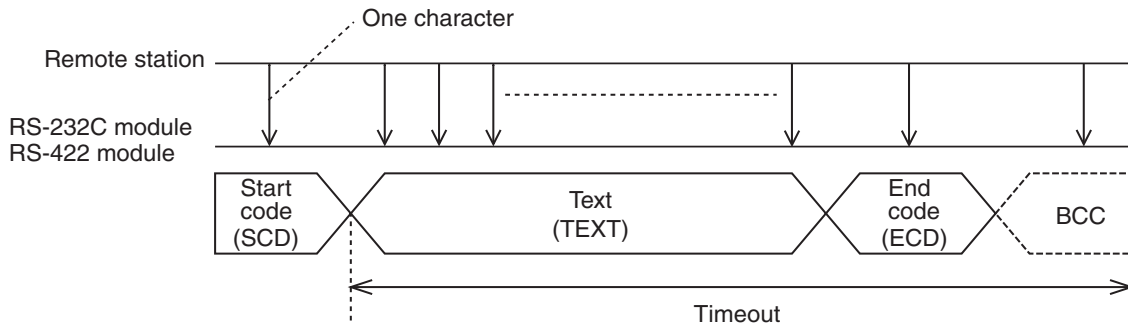 One character
Remote station
RS-232C module
RS-422 module
Start
code
(SCD)
Text
(TEXT)
End
code
(ECD)
BCC
Timeout